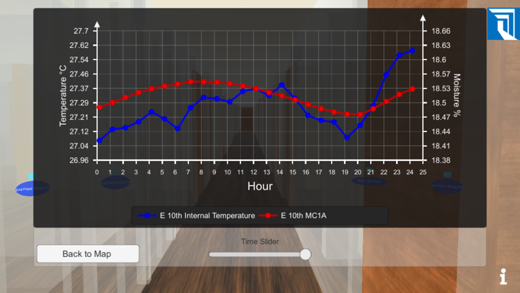 27.7
27.62
27.54
27.46
27.37
27.29
27.21
27.12
27.04
26.96
Temperature °C
18.66
18.63
18.6
18.57
18.53
18.5
18.47
18.44
18.41
18.38
Moisture %
0 1 2 3 4 5 6 7 8 9 10 11 12 13 14 15 16 17 18 19 20 21 22 23 24
Hour
E 10th Internal Temperature E 10th MC1A
Time Slider
Back to Map
i